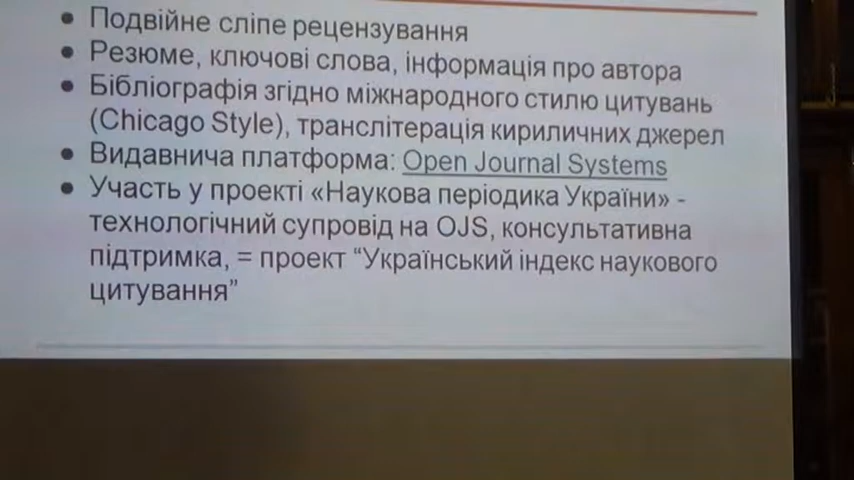 ● Подвійне сліпе рецензування
● Резюме, ключові слова, інформація про автора
● Бібліографія згідно міжнародного стилю цитувань
(Chicago Style), транслітерація кириличних джерел
● Видавнича платформа: Open Journal Systems
● Участь у проекті «Наукова періодика України» -
технологічний супровід на OJS, консультативна
підтримка, = проект “Український індекс наукового
цитування”